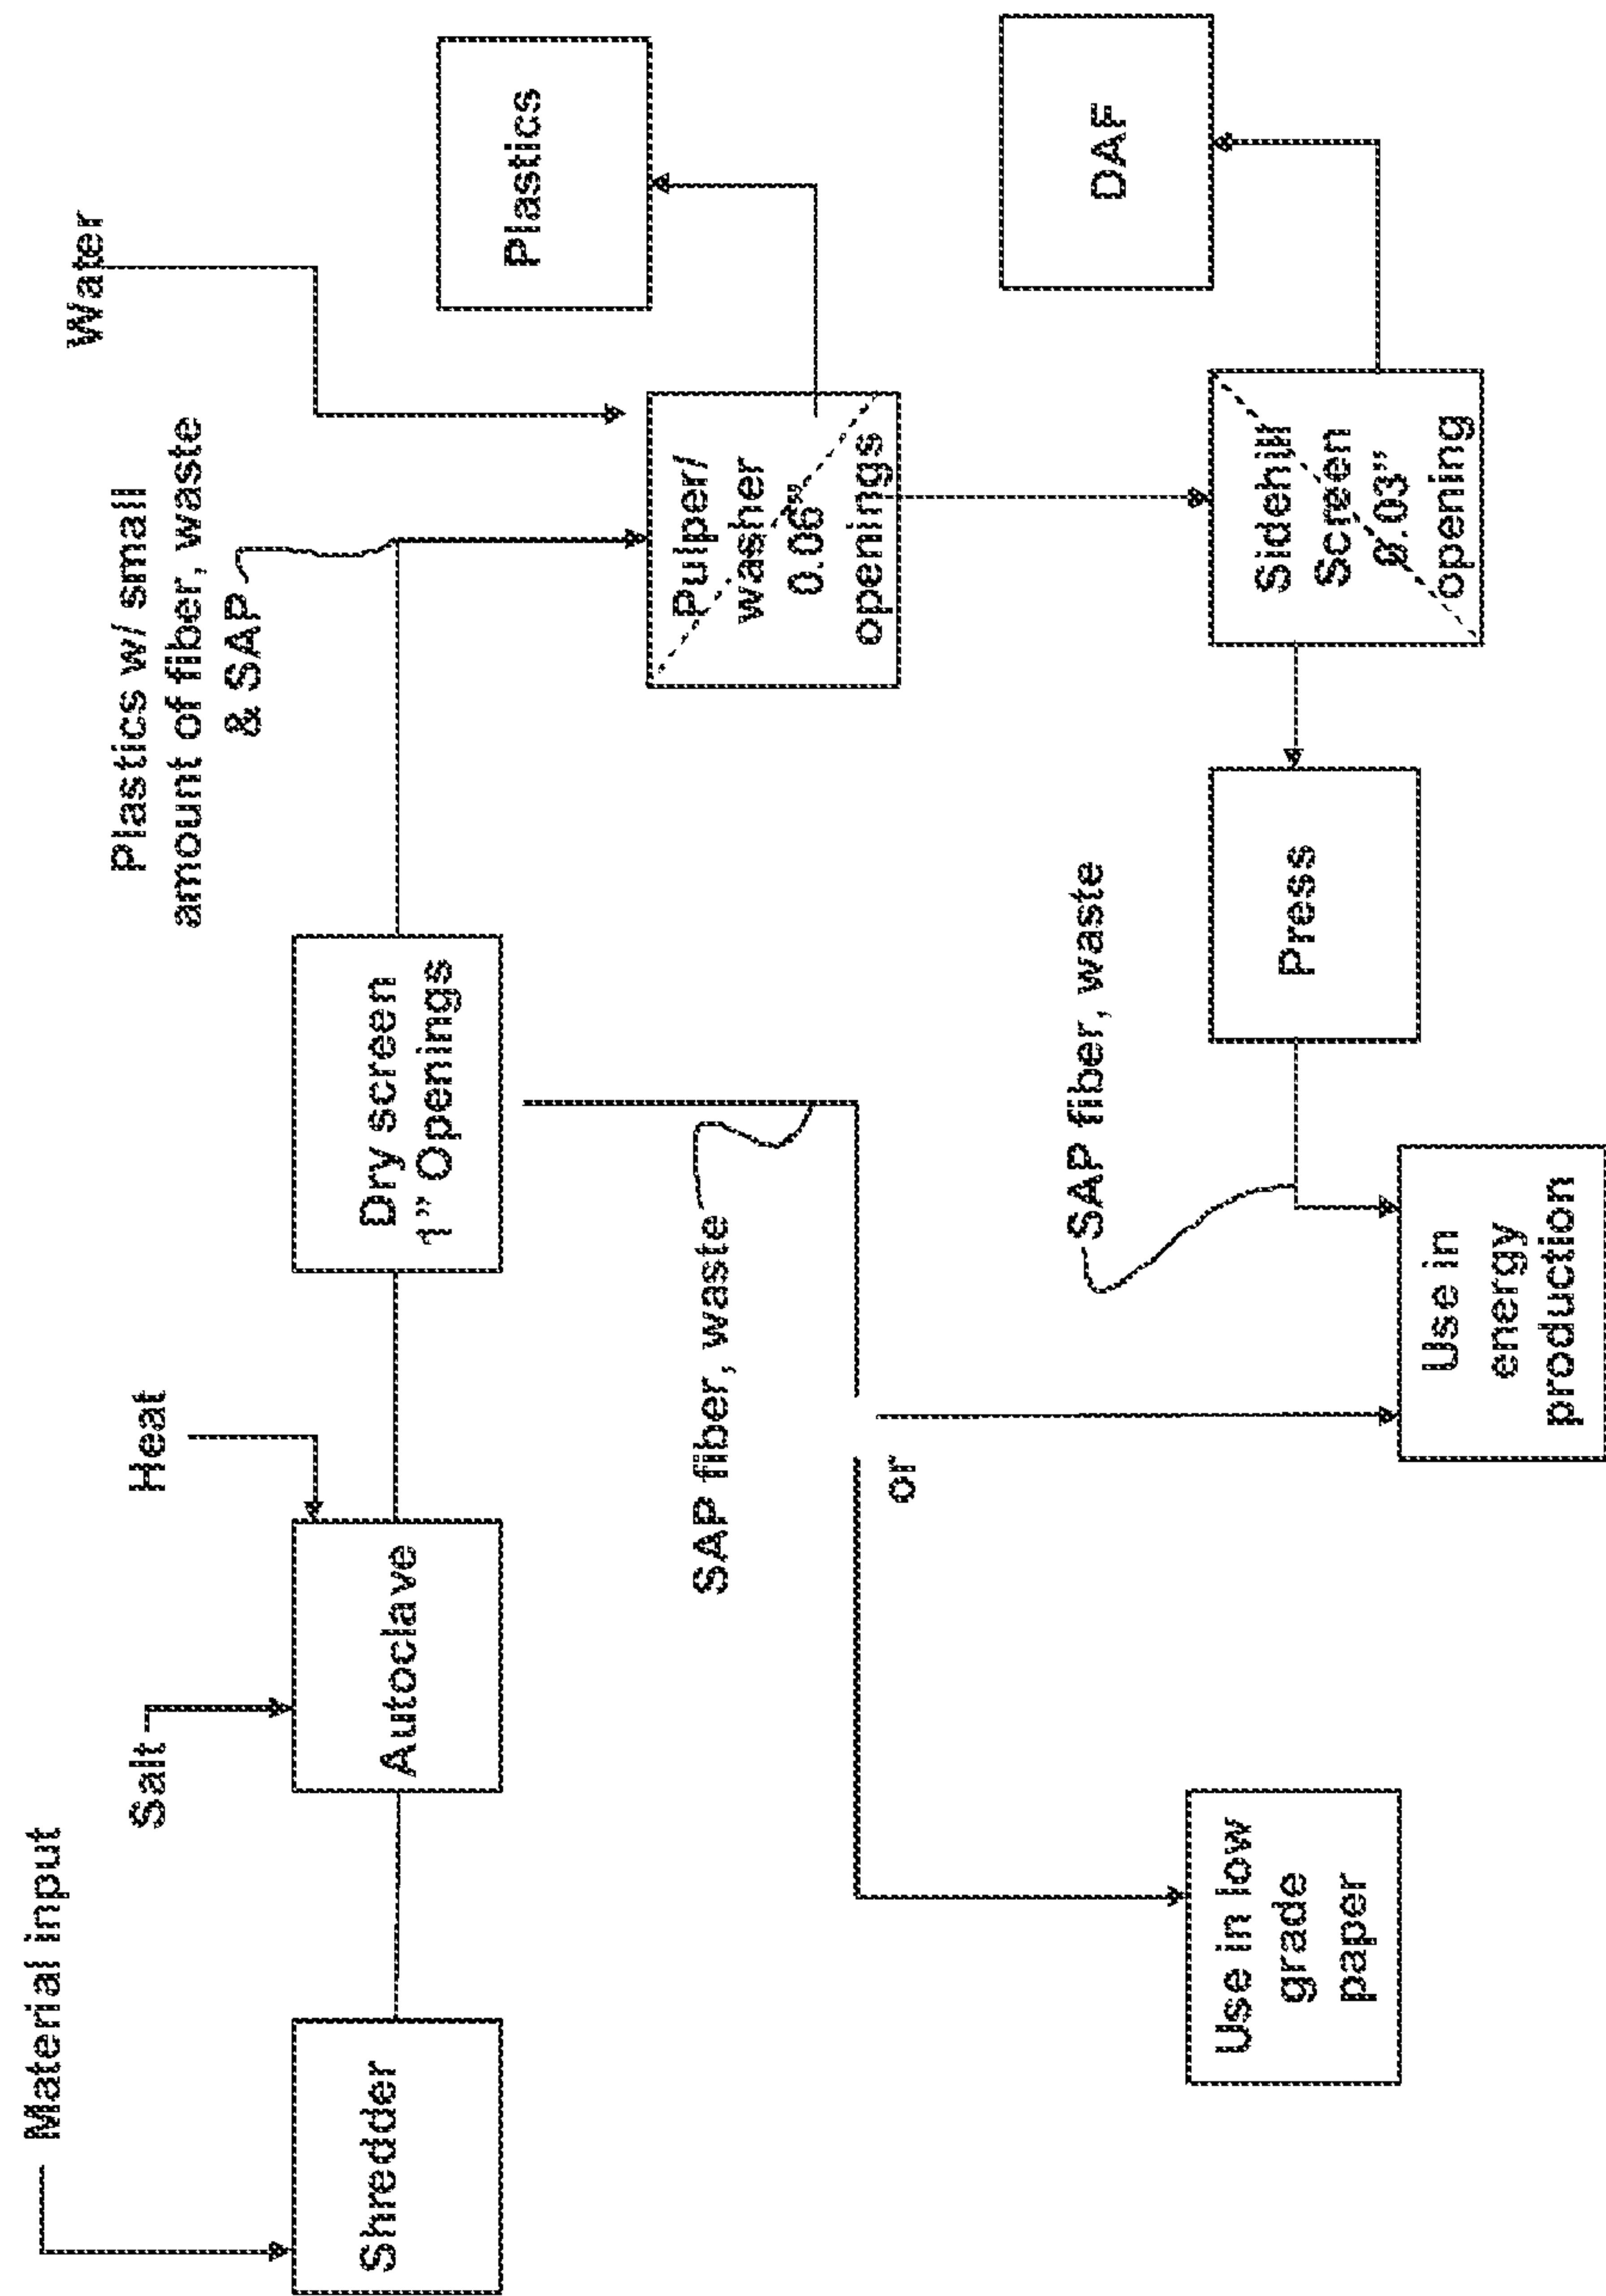 Material input
Salt
Heat
Plastics w/ small
amount of fiber, waste
& SAP
Water
Shredder
Autoclave
Dry screen
1" Openings
Pulper/
washer
0.06"
openings
Plastics
SAP fiber, waste
or
SAP fiber, waste
Use in low
grade
paper
Use in
energy
production
Press
Sidehill
Screen
0.03"
opening
DAF